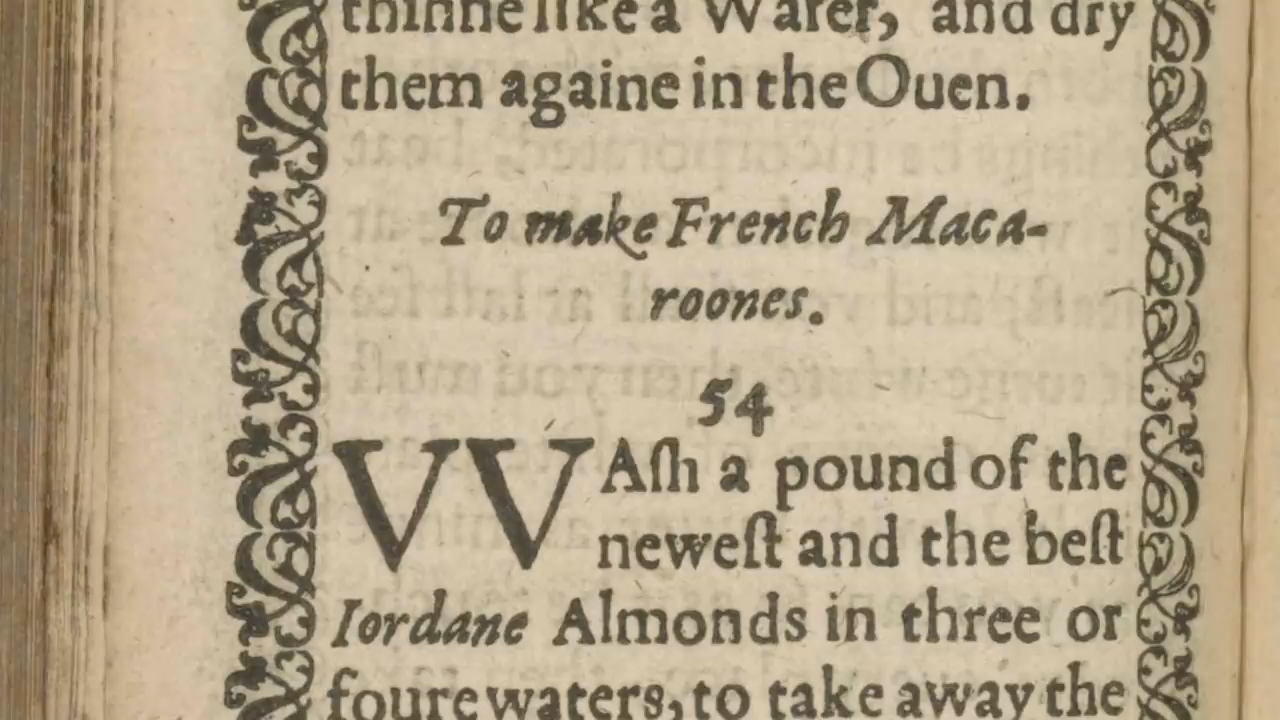 thinne like a Wafer, and dry
them againe in the Ouen.
To make French Maca-
roones.
54
VVAſh a pound of the
neweſt and the beſt
Iordane Almonds in three or
foure waters, to take away the